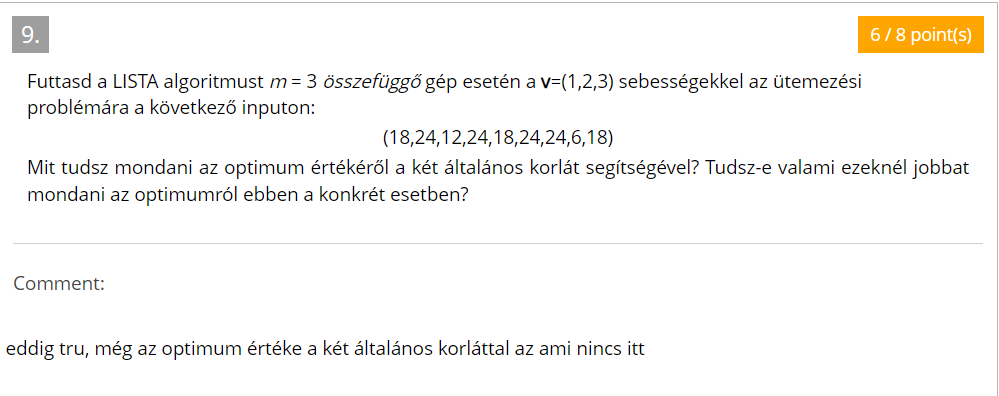 9.
6 / 8 point(s)
Futtasd a LISTA algoritmust m = 3 összefüggő gép esetén a v=(1,2,3) sebességekkel az ütemezési
problémára a következő inputon:
(18,24,12,24,18,24,24,6,18)
Mit tudsz mondani az optimum értékéről a két általános korlát segítségével? Tudsz-e valami ezeknél jobbat
mondani az optimumról ebben a konkrét esetben?
Comment:
eddig tru, még az optimum értéke a két általános korláttal az ami nincs itt